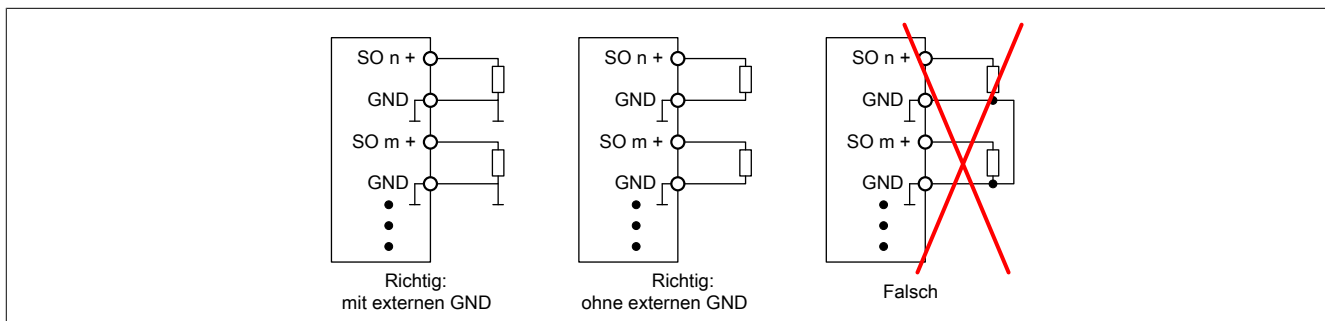 SO n +
GND
SO m +
GND
Richtig:
mit externen GND
SO n +
GND
SO m +
GND
Richtig:
ohne externen GND
SO n +
GND
SO m +
GND
Falsch